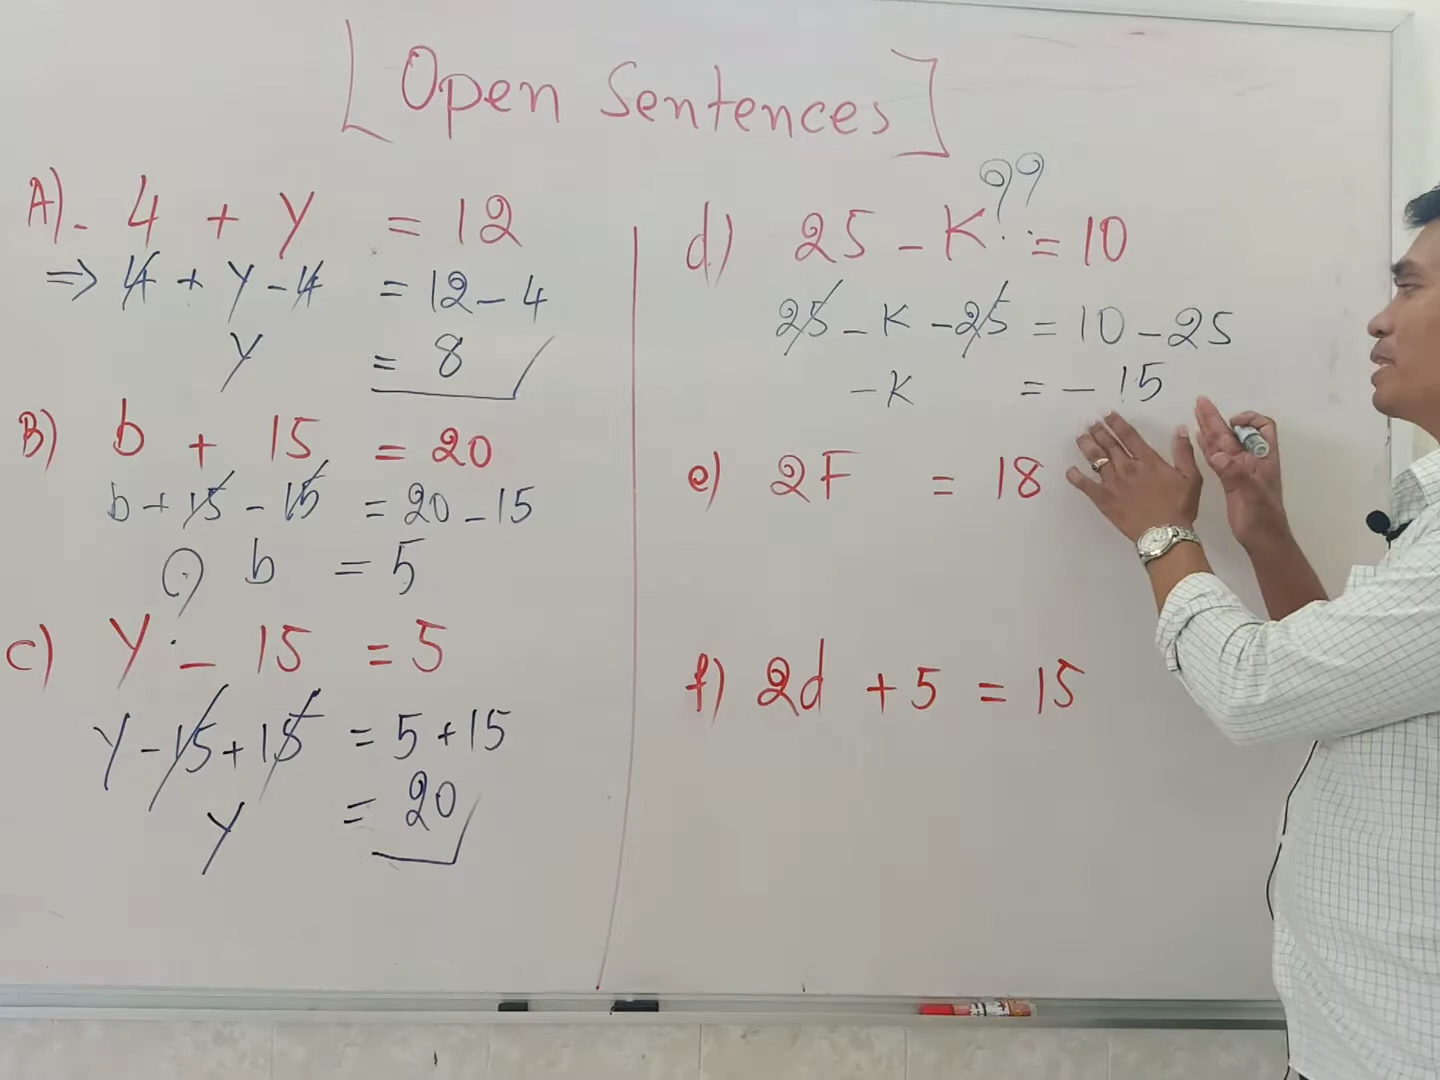 [Open Sentences]
A). 4 + y = 12
=> 4 + y - 4 = 12 - 4
y = 8
B) b + 15 = 20
b + 15 - 15 = 20 - 15
b = 5
c) y - 15 = 5
y - 15 + 15 = 5 + 15
y = 20
d) 25 - K = 10
25 - K - 25 = 10 - 25
-K = -15
e) 2F = 18
f) 2d + 5 = 15